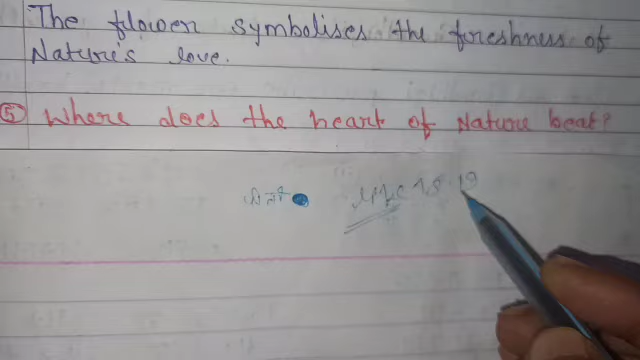 The flower symbolises the freshness of
Nature's love.
⑤ Where does the heart of Nature beat?